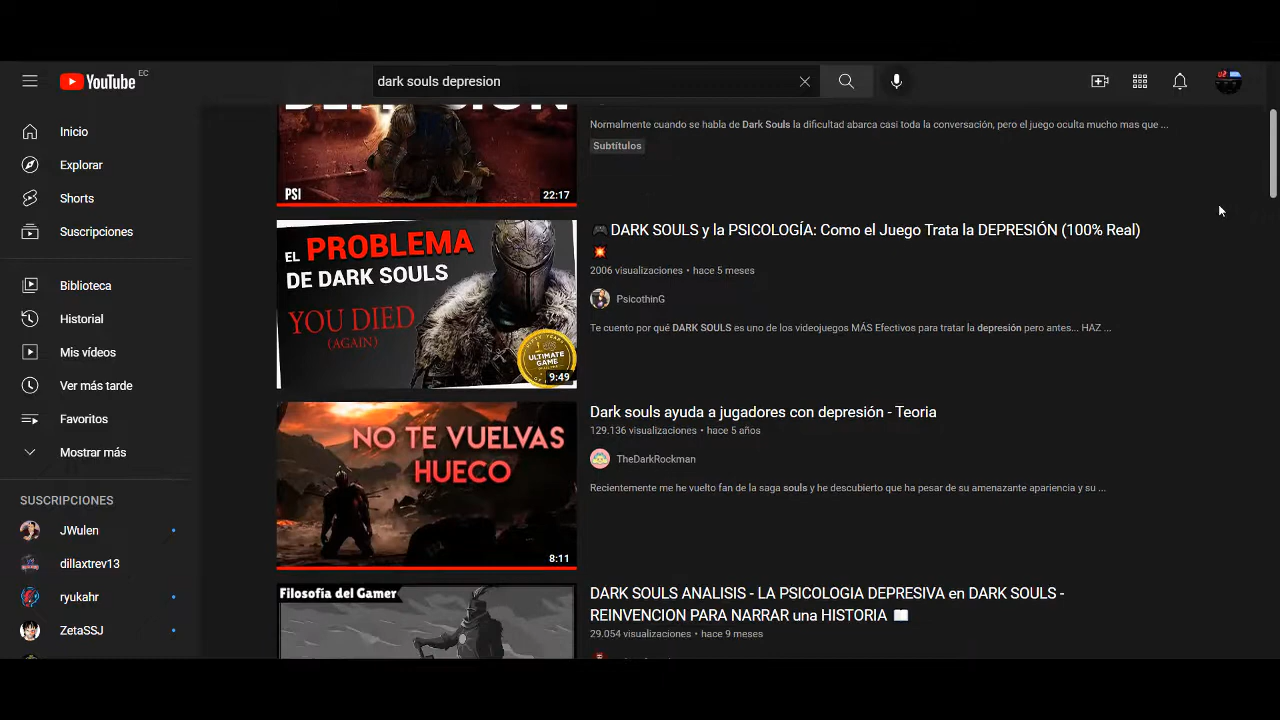 YouTube EC
dark souls depresion
Inicio
Explorar
Shorts
Suscripciones
Biblioteca
Historial
Mis vídeos
Ver más tarde
Favoritos
Mostrar más
SUSCRIPCIONES
JWulen
dillaxtrev13
ryukahr
ZetaSSJ
PSI
22:17
Normalmente cuando se habla de Dark Souls la dificultad abarca casi toda la conversación, pero el juego oculta mucho mas que ...
Subtítulos
EL PROBLEMA
DE DARK SOULS
YOU DIED
(AGAIN)
ULTIMATE
GAME
9:49
🎮DARK SOULS y la PSICOLOGÍA: Como el Juego Trata la DEPRESIÓN (100% Real)
💥
2006 visualizaciones • hace 5 meses
PsicothinG
Te cuento por qué DARK SOULS es uno de los videojuegos MÁS Efectivos para tratar la depresión pero antes... HAZ ...
NO TE VUELVAS
HUECO
8:11
Dark souls ayuda a jugadores con depresión - Teoria
129.136 visualizaciones • hace 5 años
TheDarkRockman
Recientemente me he vuelto fan de la saga souls y he descubierto que ha pesar de su amenazante apariencia y su ...
Filosofía del Gamer
DARK SOULS ANALISIS - LA PSICOLOGIA DEPRESIVA en DARK SOULS -
REINVENCION PARA NARRAR una HISTORIA 📖
29.054 visualizaciones • hace 9 meses